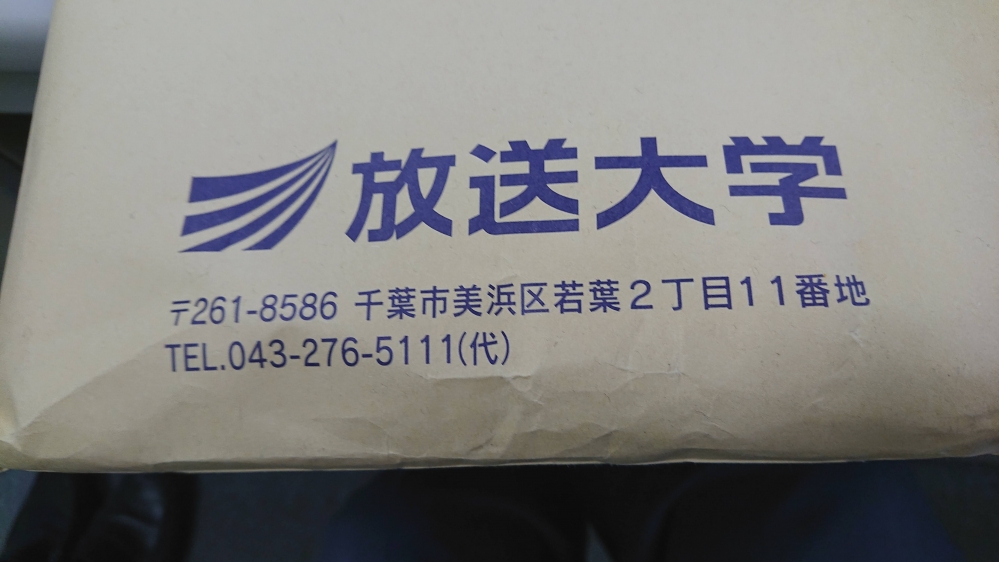 放送大学
〒261-8586 千葉市美浜区若葉２丁目１１番地
TEL.043-276-5111(代)